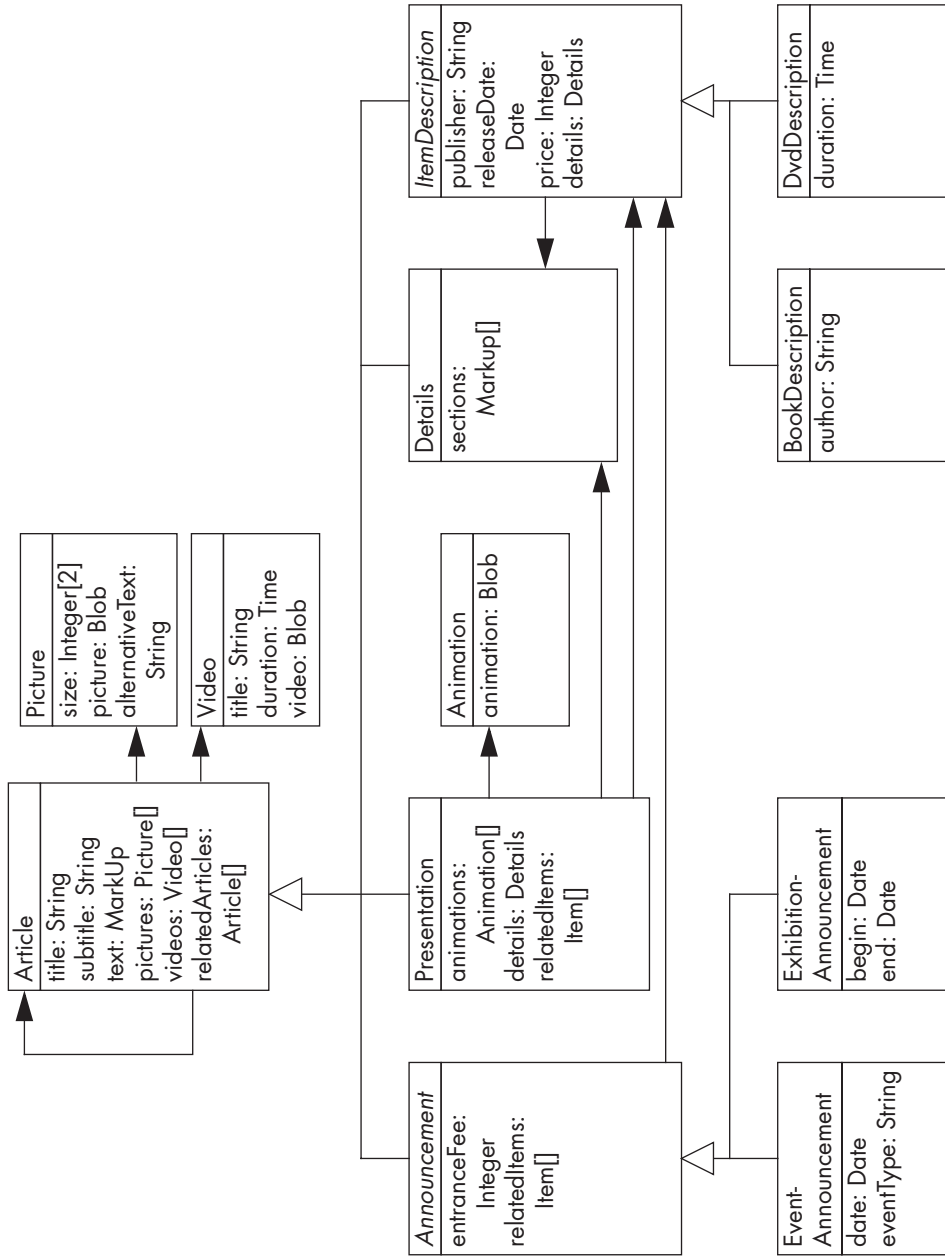 Article
title: String
subtitle: String
text: MarkUp
pictures: Picture[]
videos: Video[]
relatedArticles:
Article[]
Picture
size: Integer[2]
picture: Blob
alternativeText:
String
Video
title: String
duration: Time
video: Blob
Announcement
entranceFee:
Integer
relatedItems:
Item[]
Presentation
animations:
Animation[]
details: Details
relatedItems:
Item[]
Animation
animation: Blob
Details
sections:
Markup[]
ItemDescription
publisher: String
releaseDate:
Date
price: Integer
details: Details
Event-
Announcement
date: Date
eventType: String
Exhibition-
Announcement
begin: Date
end: Date
BookDescription
author: String
DvdDescription
duration: Time